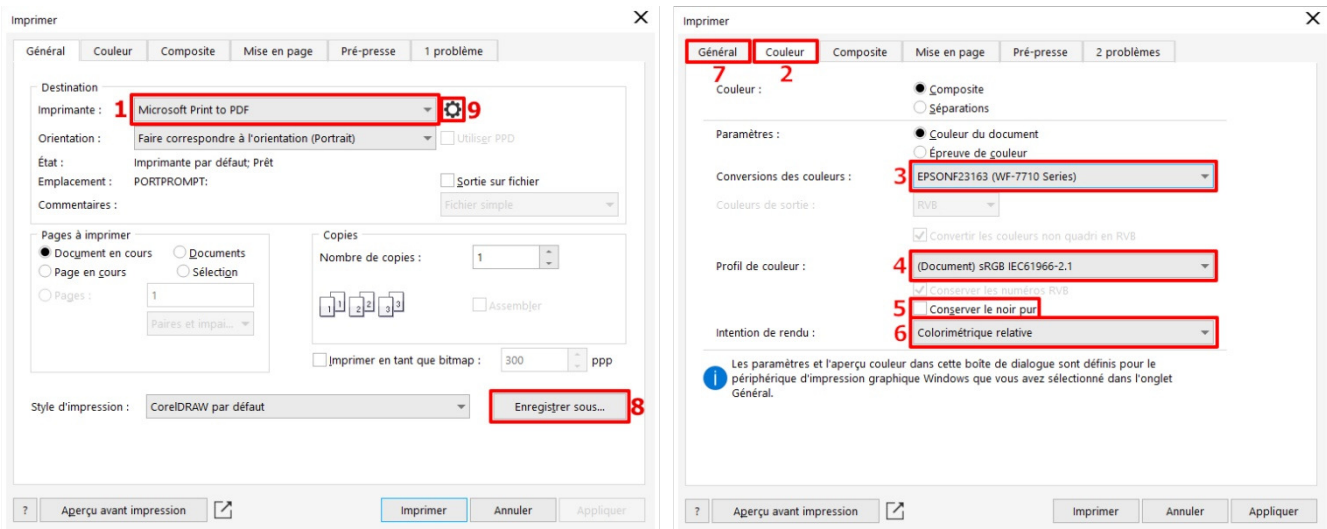 Imprimer
Général Couleur Composite Mise en page Pré-presse 1 problème
Destination
Imprimante : 1 Microsoft Print to PDF 9
Orientation : Faire correspondre à l'orientation (Portrait) Utiliser PPD
État : Imprimante par défaut; Prêt
Emplacement : PORTPROMPT: Sortie sur fichier
Commentaires : Fichier simple
Pages à imprimer
Document en cours Documents
Page en cours Sélection
Pages : 1
Paires et impai...
Copies
Nombre de copies : 1
1 1 2 2 3 3 Assembler
Imprimer en tant que bitmap : 300 ppp
Style d'impression : CorelDRAW par défaut Enregistrer sous... 8
? Aperçu avant impression Imprimer Annuler Appliquer
Imprimer
Général Couleur Composite Mise en page Pré-presse 2 problèmes
7 2
Couleur : Composite
Séparations
Paramètres : Couleur du document
Épreuve de couleur
Conversions des couleurs : 3 EPSONF23163 (WF-7710 Series)
Couleurs de sortie : RVB
Convertir les couleurs non quadri en RVB
Profil de couleur : 4 (Document) sRGB IEC61966-2.1
Conserver les numéros RVB
5 Conserver le noir pur
Intention de rendu : 6 Colorimétrique relative
Les paramètres et l'aperçu couleur dans cette boîte de dialogue sont définis pour le
périphérique d'impression graphique Windows que vous avez sélectionné dans l'onglet
Général.
? Aperçu avant impression Imprimer Annuler Appliquer